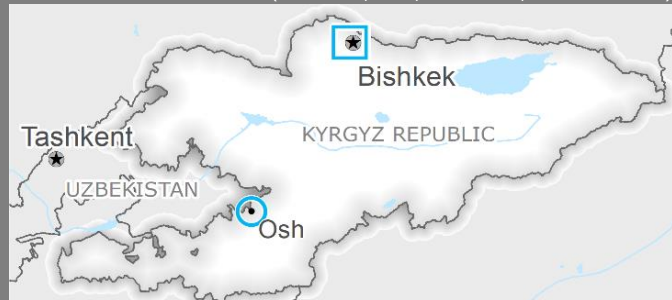 Bishkek
KYRGYZ REPUBLIC
Tashkent
UZBEKISTAN
Osh